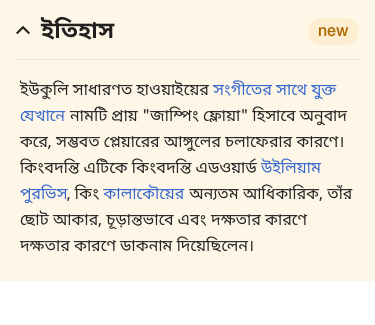 ইতিহাস
new
ইউকুলি সাধারণত হাওয়াইয়ের সংগীতের সাথে যুক্ত
যেখানে নামটি প্রায় "জাম্পিং ফ্লোয়া" হিসাবে অনুবাদ
করে, সম্ভবত প্লেয়ারের আঙ্গুলের চলাফেরার কারণে।
কিংবদন্তি এটিকে কিংবদন্তি এডওয়ার্ড উইলিয়াম
পুরভিস, কিং কালাকৌয়ের অন্যতম আধিকারিক, তাঁর
ছোট আকার, চূড়ান্তভাবে এবং দক্ষতার কারণে
দক্ষতার কারণে ডাকনাম দিয়েছিলেন।